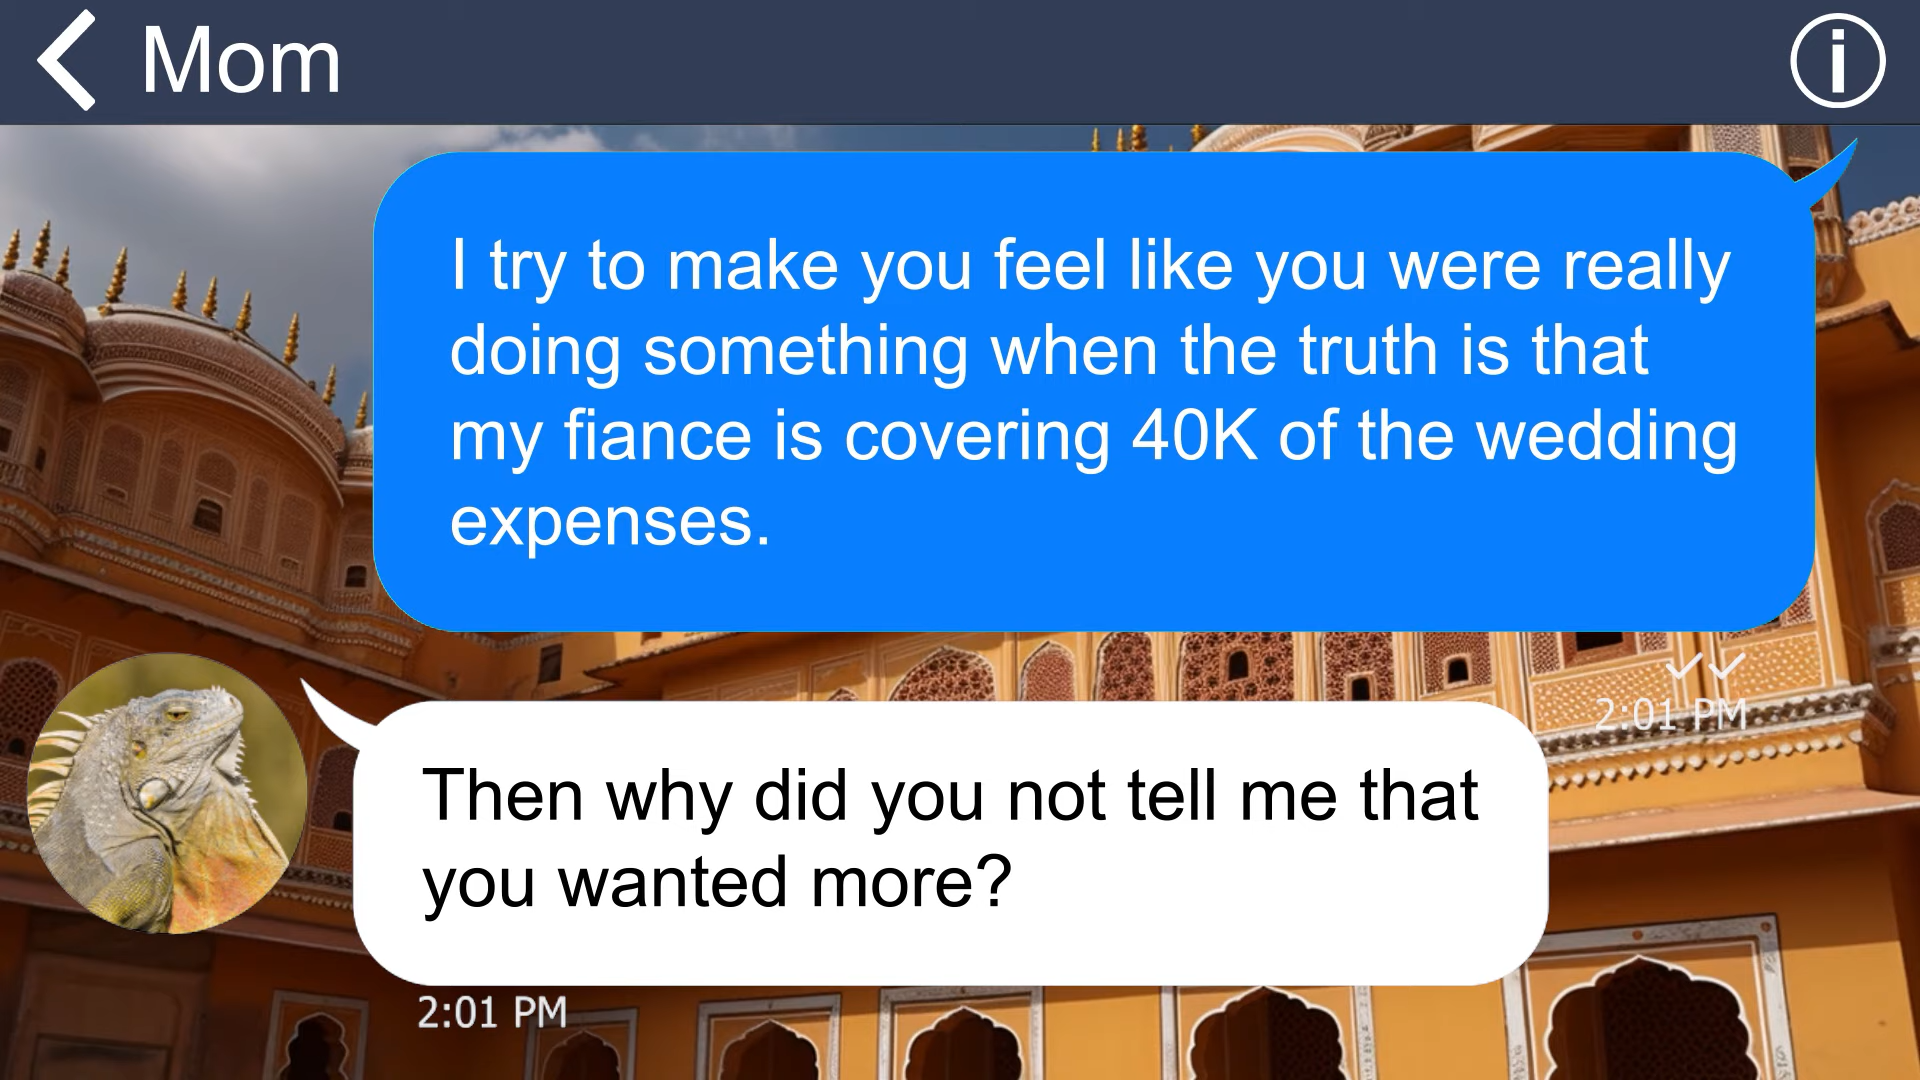 Mom
I try to make you feel like you were really
doing something when the truth is that
my fiance is covering 40K of the wedding
expenses.
2:01 PM
Then why did you not tell me that
you wanted more?
2:01 PM